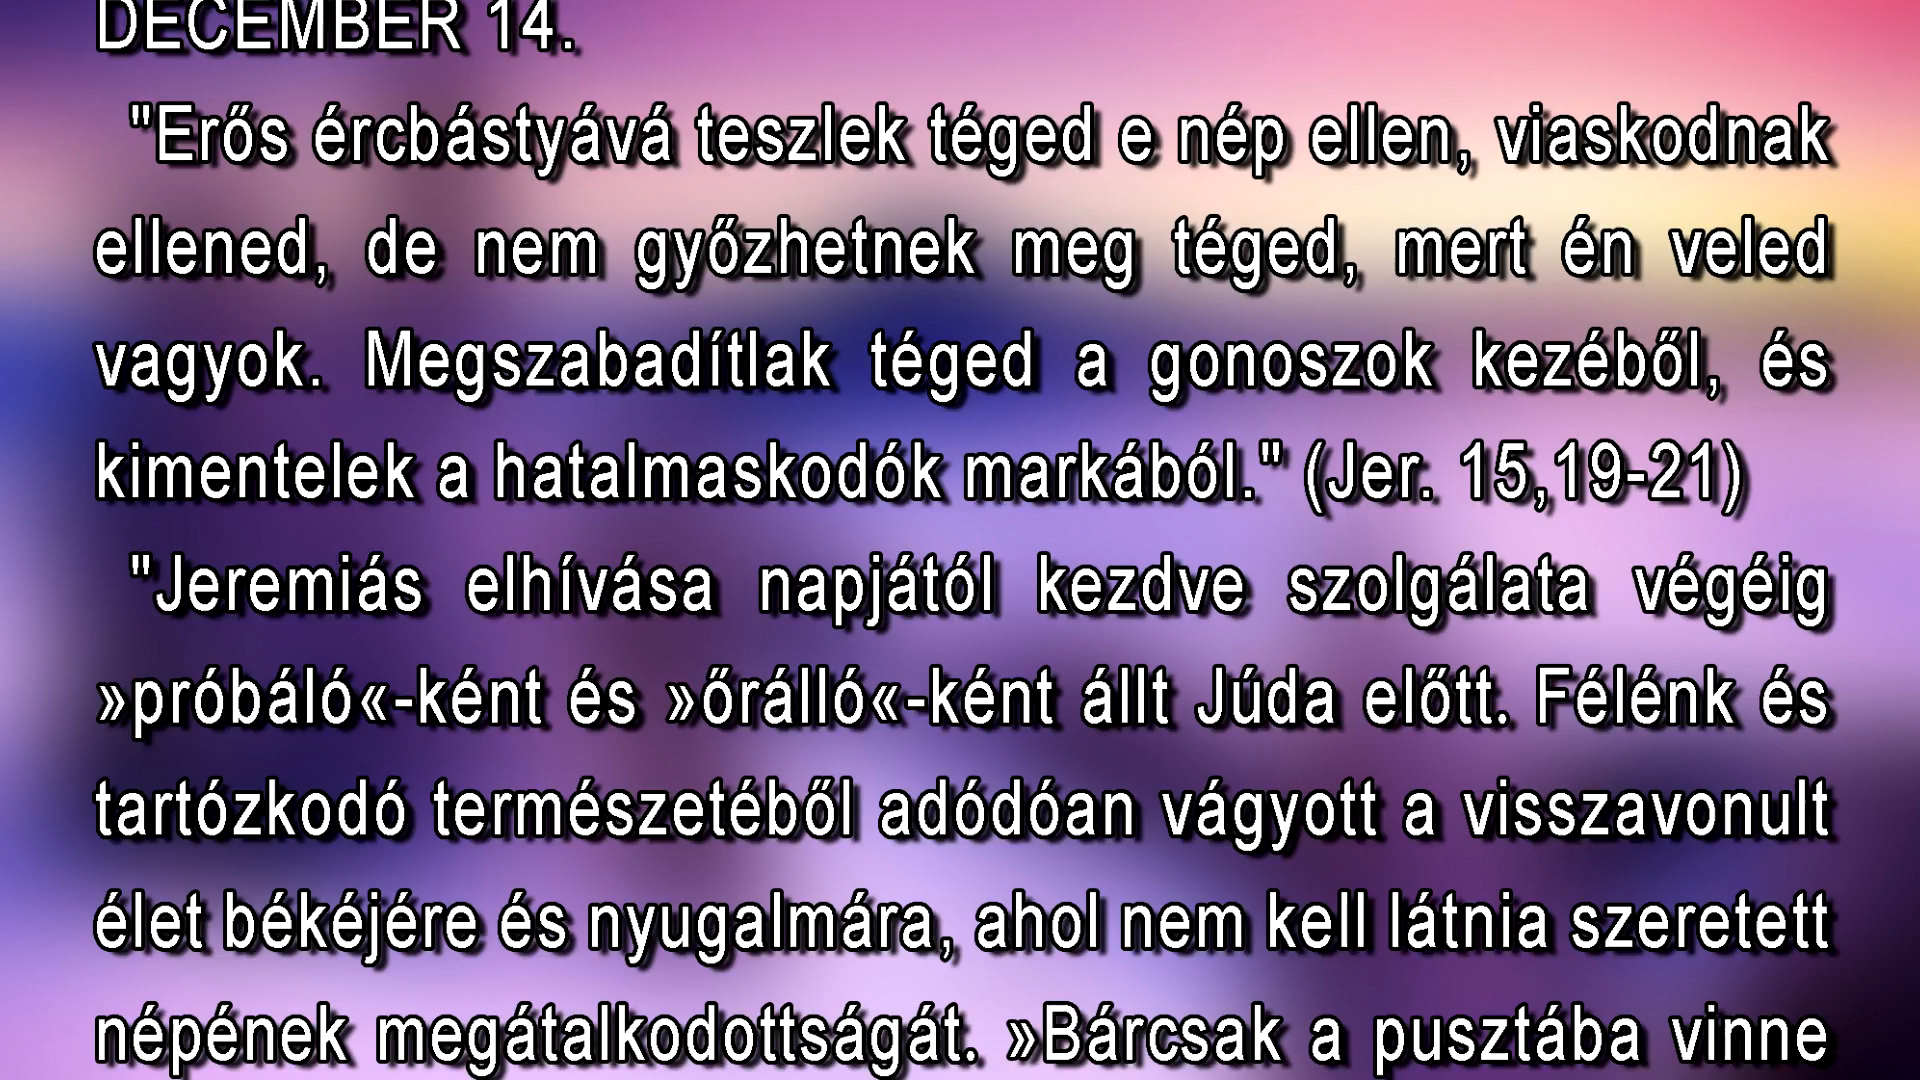 DECEMBER 14.
"Erős ércbástyává teszlek téged e nép ellen, viaskodnak
ellened, de nem győzhetnek meg téged, mert én veled
vagyok. Megszabadítlak téged a gonoszok kezéből, és
kimentelek a hatalmaskodók markából." (Jer. 15,19-21)
"Jeremiás elhívása napjától kezdve szolgálata végéig
»próbáló«-ként és »őrálló«-ként állt Júda előtt. Félénk és
tartózkodó természetéből adódóan vágyott a visszavonult
élet békéjére és nyugalmára, ahol nem kell látnia szeretett
népének megátalkodottságát. »Bárcsak a pusztába vinne